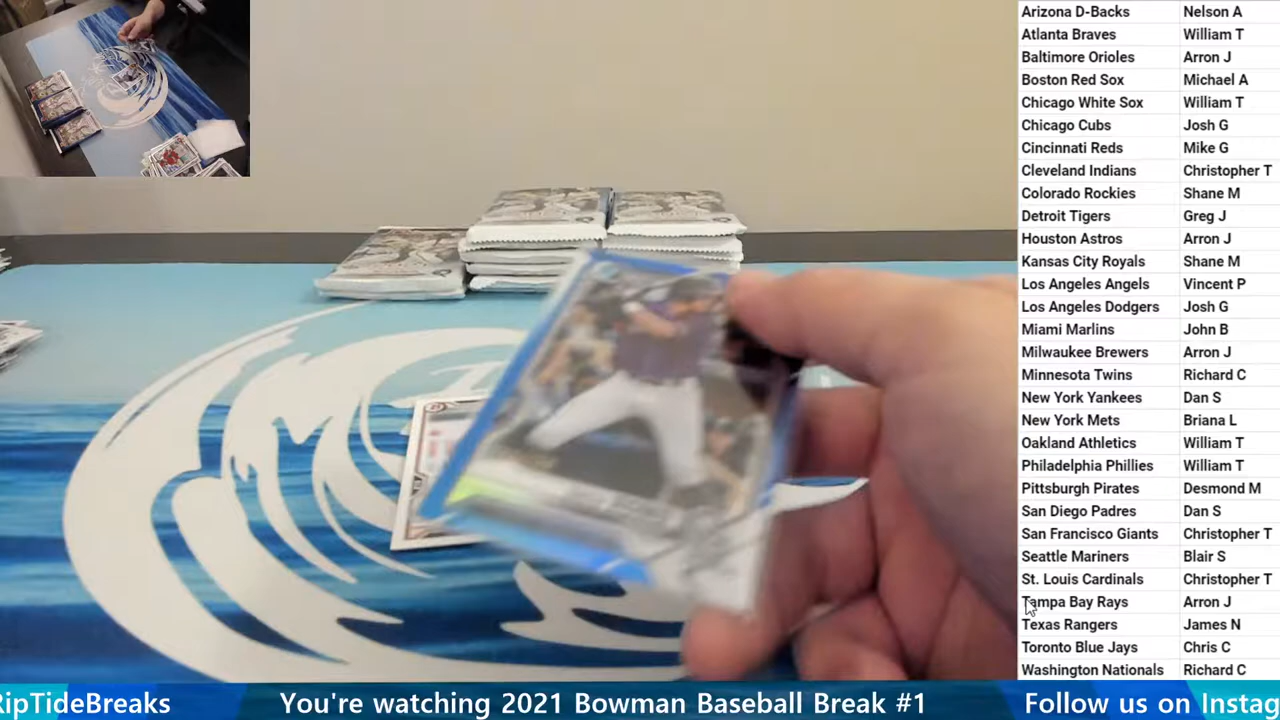 Arizona D-Backs Nelson A
Atlanta Braves William T
Baltimore Orioles Arron J
Boston Red Sox Michael A
Chicago White Sox William T
Chicago Cubs Josh G
Cincinnati Reds Mike G
Cleveland Indians Christopher T
Colorado Rockies Shane M
Detroit Tigers Greg J
Houston Astros Arron J
Kansas City Royals Shane M
Los Angeles Angels Vincent P
Los Angeles Dodgers Josh G
Miami Marlins John B
Milwaukee Brewers Arron J
Minnesota Twins Richard C
New York Yankees Dan S
New York Mets Briana L
Oakland Athletics William T
Philadelphia Phillies William T
Pittsburgh Pirates Desmond M
San Diego Padres Dan S
San Francisco Giants Christopher T
Seattle Mariners Blair S
St. Louis Cardinals Christopher T
Tampa Bay Rays Arron J
Texas Rangers James N
Toronto Blue Jays Chris C
Washington Nationals Richard C
RipTideBreaks You're watching 2021 Bowman Baseball Break #1 Follow us on Instag